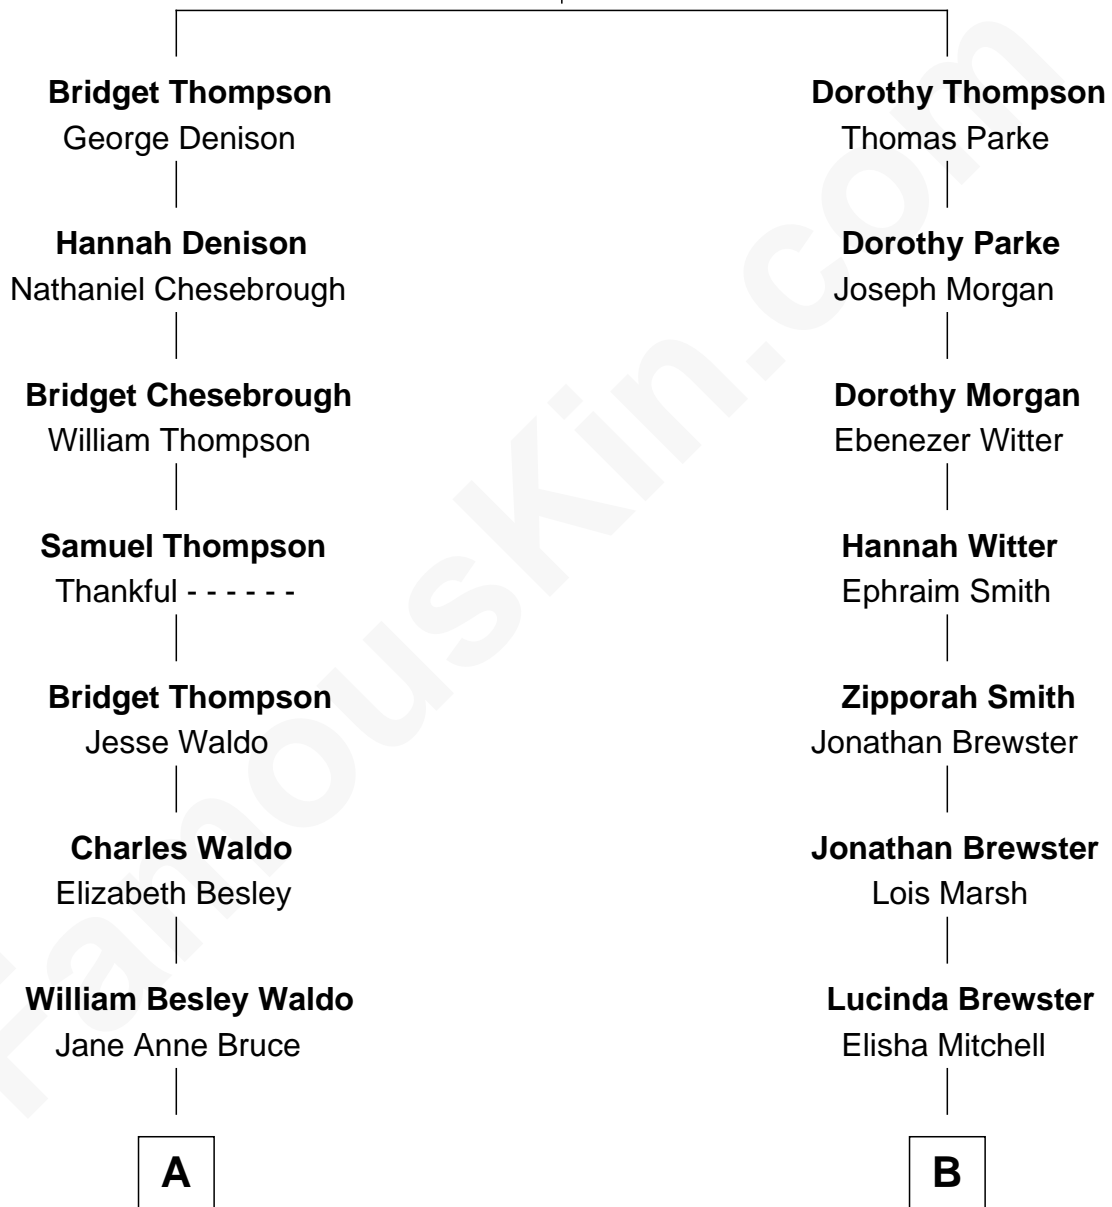 Bridget Thompson
George Denison
Hannah Denison
Nathaniel Chesebrough
Bridget Chesebrough
William Thompson
Samuel Thompson
Thankful - - - - - -
Bridget Thompson
Jesse Waldo
Charles Waldo
Elizabeth Besley
William Besley Waldo
Jane Anne Bruce
A
Dorothy Thompson
Thomas Parke
Dorothy Parke
Joseph Morgan
Dorothy Morgan
Ebenezer Witter
Hannah Witter
Ephraim Smith
Zipporah Smith
Jonathan Brewster
Jonathan Brewster
Lois Marsh
Lucinda Brewster
Elisha Mitchell
B
FamousKin.com